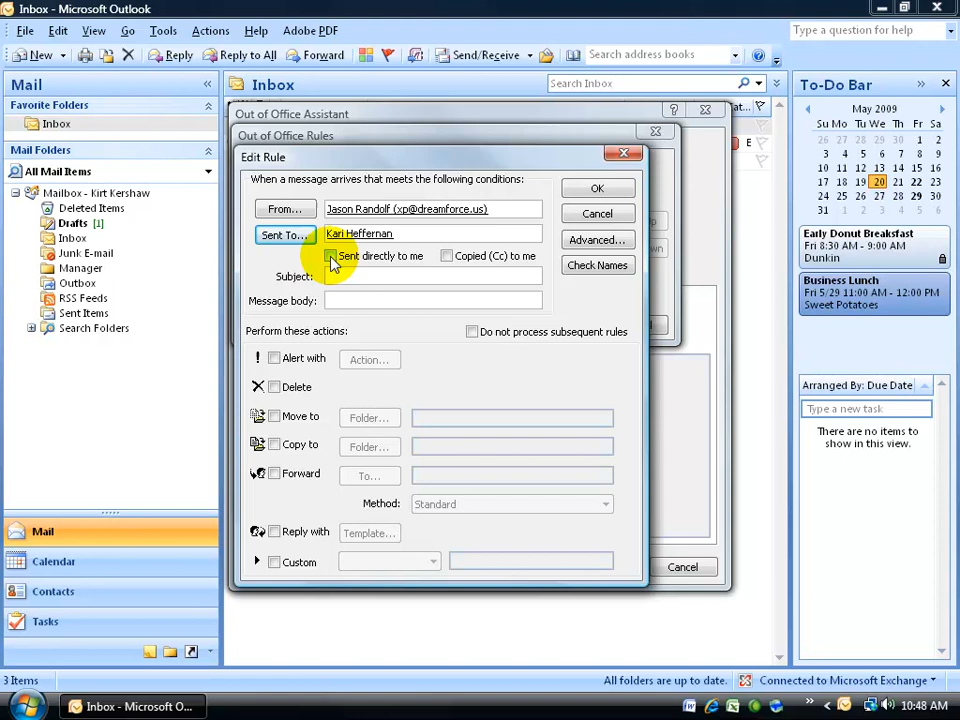 Inbox - Microsoft Outlook
File Edit View Go Tools Actions Help Adobe PDF
Type a question for help
New Reply Reply to All Forward Send/Receive Search address books
Mail «
Favorite Folders
Inbox
Mail Folders
All Mail Items
Mailbox - Kirt Kershaw
Deleted Items
Drafts [1]
Inbox
Junk E-mail
Manager
Outbox
RSS Feeds
Sent Items
Search Folders
Mail
Calendar
Contacts
Tasks
Inbox
Search Inbox
Out of Office Assistant
Out of Office Rules
Edit Rule
When a message arrives that meets the following conditions:
From... Jason Randolf (xp@dreamforce.us)
Sent To... Kari Heffernan
Sent directly to me Copied (Cc) to me
Subject:
Message body:
OK
Cancel
Advanced...
Check Names
Perform these actions: Do not process subsequent rules
Alert with Action...
Delete
Move to Folder...
Copy to Folder...
Forward To...
Method: Standard
Reply with Template...
Custom
Cancel
To-Do Bar »
May 2009
Su Mo Tu We Th Fr Sa
26 27 28 29 30 1 2
3 4 5 6 7 8 9
10 11 12 13 14 15 16
17 18 19 20 21 22 23
24 25 26 27 28 29 30
31 1 2 3 4 5 6
Early Donut Breakfast
Fri 8:30 AM - 9:00 AM
Dunkin
Business Lunch
Fri 5/29 11:00 AM - 12:00 PM
Sweet Potatoes
Arranged By: Due Date
Type a new task
There are no items to
show in this view.
3 Items
All folders are up to date. Connected to Microsoft Exchange
Inbox - Microsoft O...
10:48 AM